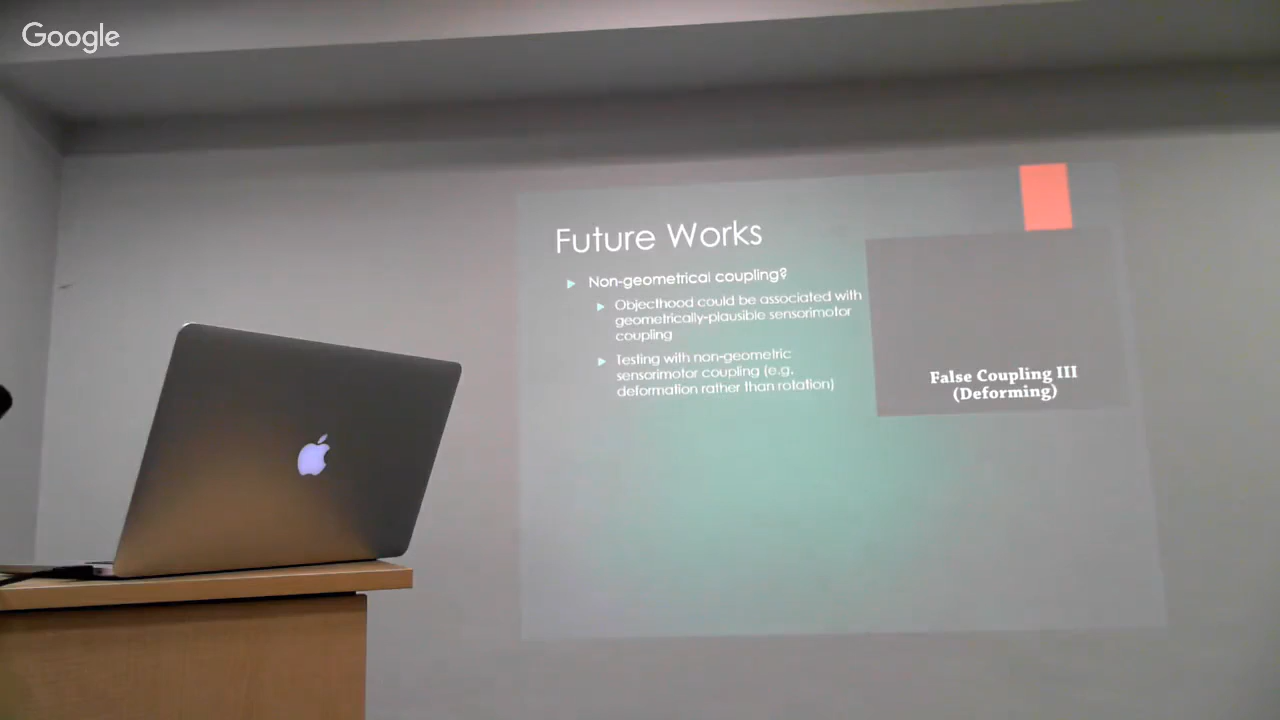 Google
Future Works
Non-geometrical coupling?
Objecthood could be associated with
geometrically-plausible sensorimotor
coupling
Testing with non-geometric
sensorimotor coupling (e.g.
deformation rather than rotation)
False Coupling III
(Deforming)